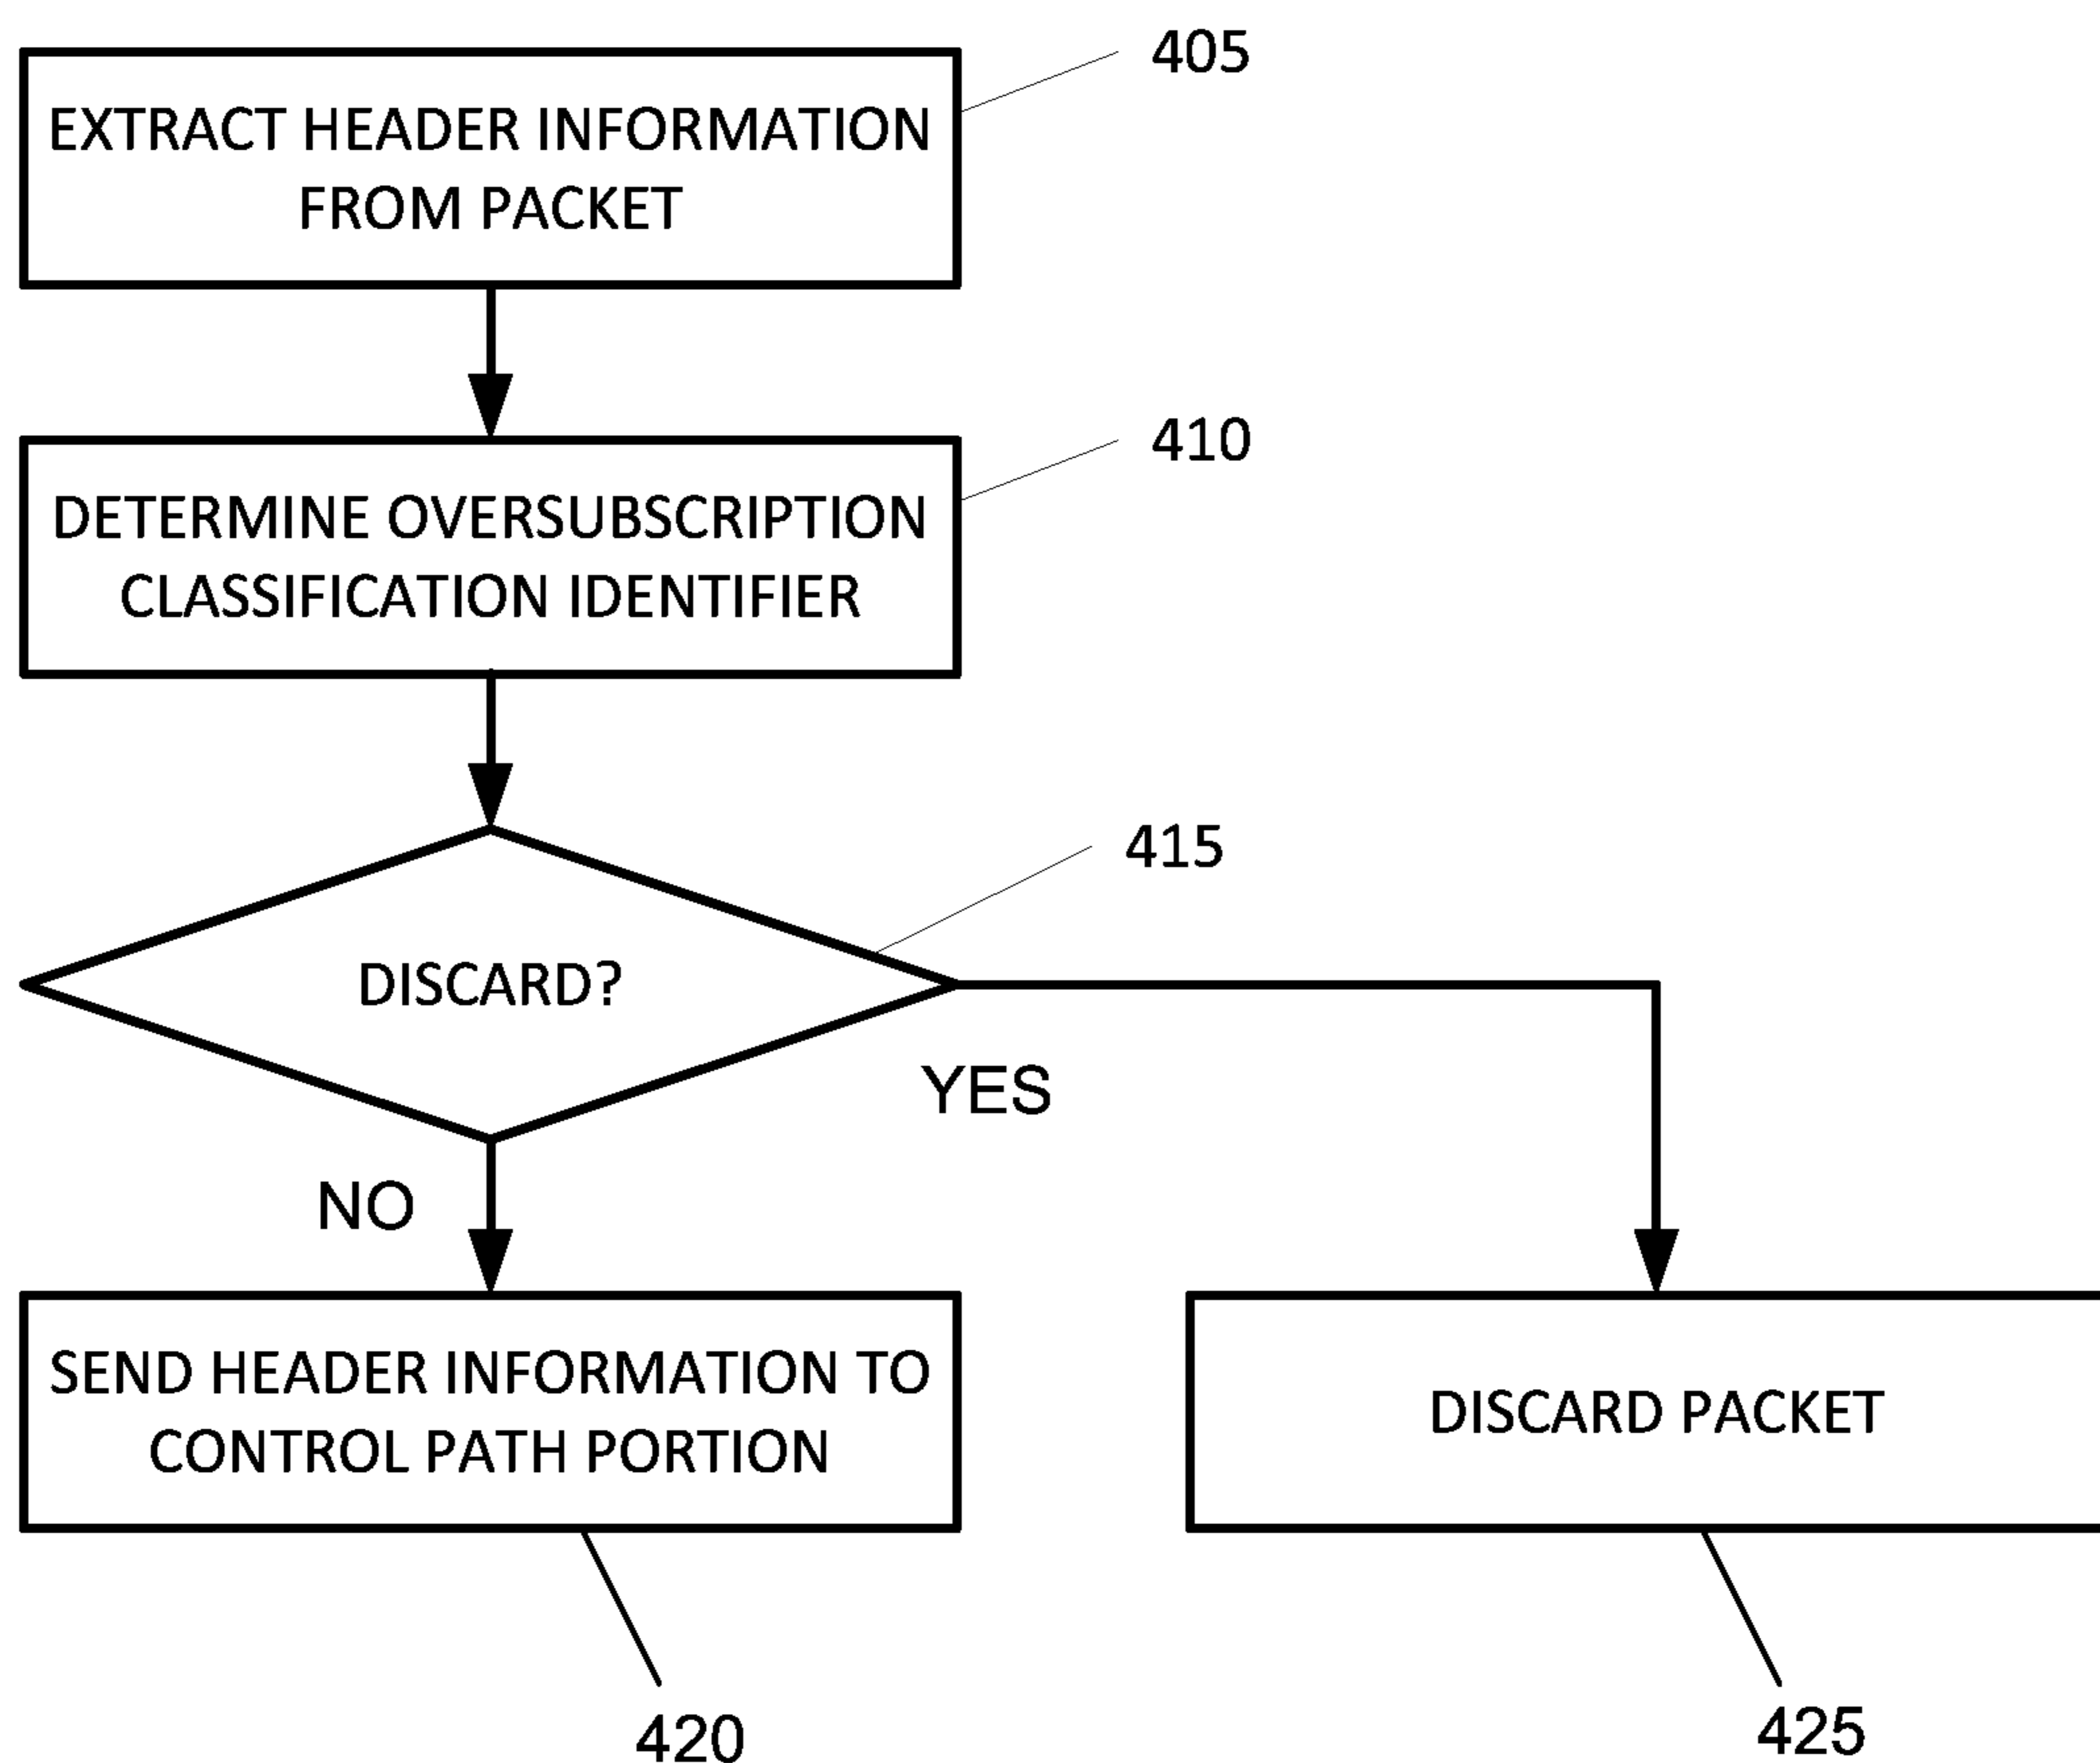 405
EXTRACT HEADER INFORMATION
FROM PACKET
410
DETERMINE OVERSUBSCRIPTION
CLASSIFICATION IDENTIFIER
415
DISCARD?
YES
NO
SEND HEADER INFORMATION TO
CONTROL PATH PORTION
DISCARD PACKET
420
425